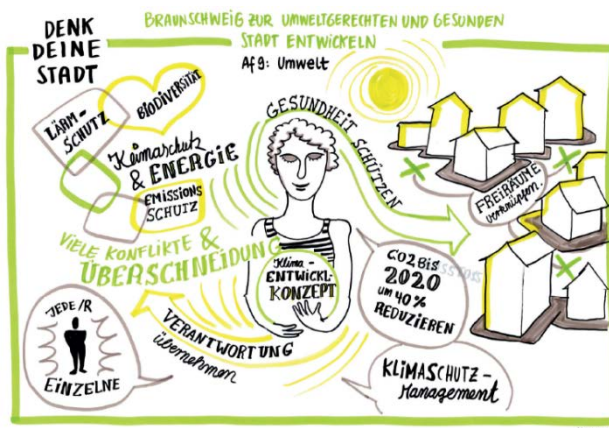 DENK
DEINE
STADT
BRAUNSCHWEIG ZUR UMWELTGERECHTEN UND GESUNDEN
STADT ENTWICKELN
Af9: Umwelt
LÄRM-
SCHUTZ
BIODIVERSITÄT
Klimaschutz
& ENERGIE
EMISSIONS
SCHUTZ
GESUNDHEIT SCHÜTZEN
FREIRÄUME
verknüpfen.
VIELE KONFLIKTE &
ÜBERSCHNEIDUNG
Klima-
ENTWICKL-
KONZEPT
CO2 BIS
2020
um 40%
REDUZIEREN
JEDE/R
EINZELNE
VERANTWORTUNG
übernehmen
KLIMASCHUTZ-
Management